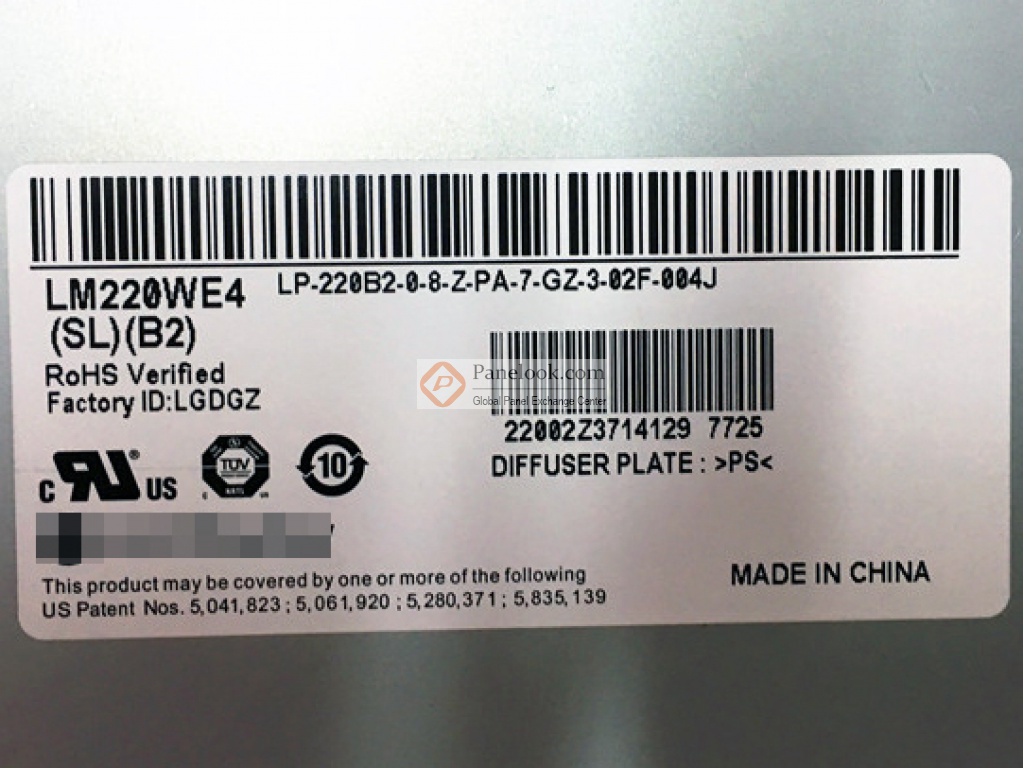 LM220WE4
LP-220B2-0-8-Z-PA-7-GZ-3-02F-004J
(SL)(B2)
RoHS Verified
Factory ID:LGDGZ
Panelook.com
Global Panel Exchange Center
22002Z3714129 7725
DIFFUSER PLATE : >PS<
c RU ® US
TÜV
10
MADE IN CHINA
This product may be covered by one or more of the following
US Patent Nos. 5,041,823 ; 5,061,920 ; 5,280,371 ; 5,835,139